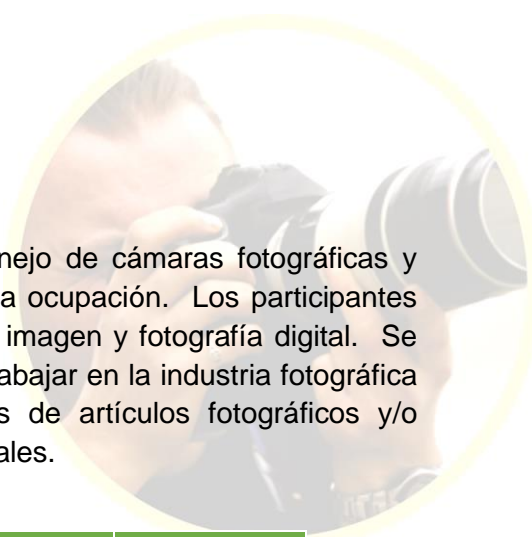 nejo de cámaras fotográficas y
a ocupación. Los participantes
imagen y fotografía digital. Se
abajar en la industria fotográfica
s de artículos fotográficos y/o
ales.